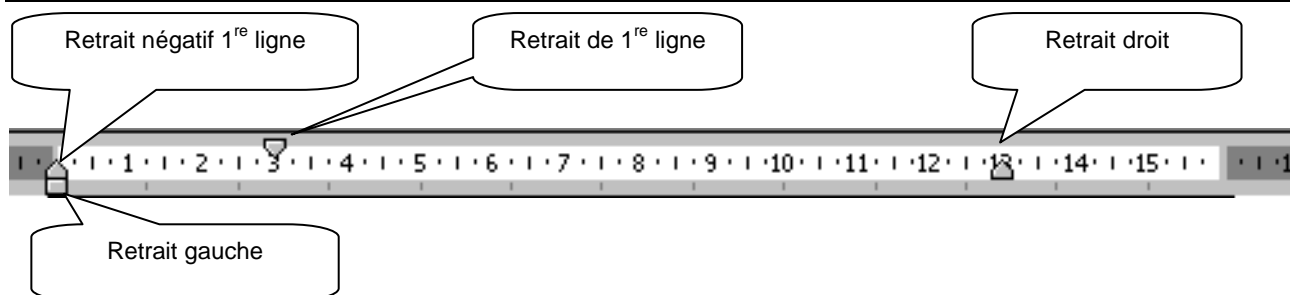 Retrait négatif 1re ligne
Retrait de 1re ligne
Retrait droit
1 2 3 4 5 6 7 8 9 10 11 12 13 14 15 1
Retrait gauche